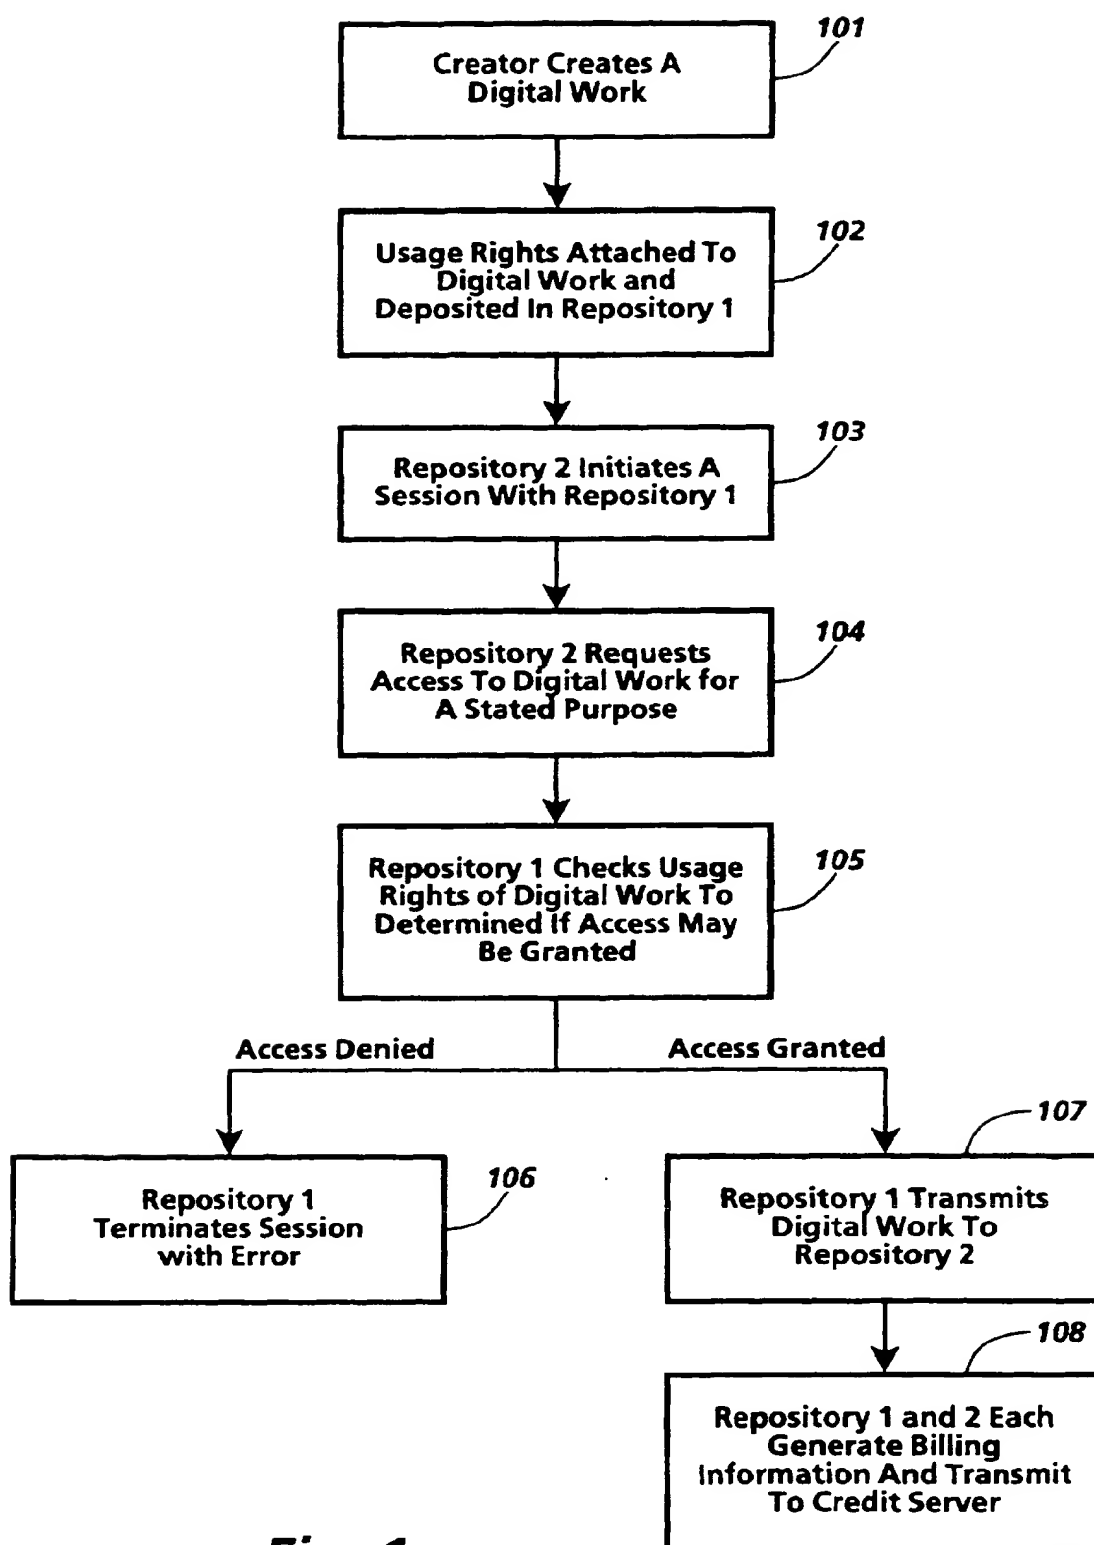 101
Creator Creates A
Digital Work
102
Usage Rights Attached To
Digital Work and
Deposited In Repository 1
103
Repository 2 Initiates A
Session With Repository 1
104
Repository 2 Requests
Access To Digital Work for
A Stated Purpose
105
Repository 1 Checks Usage
Rights of Digital Work To
Determined If Access May
Be Granted
Access Denied
Access Granted
106
Repository 1
Terminates Session
with Error
107
Repository 1 Transmits
Digital Work To
Repository 2
108
Repository 1 and 2 Each
Generate Billing
Information And Transmit
To Credit Server